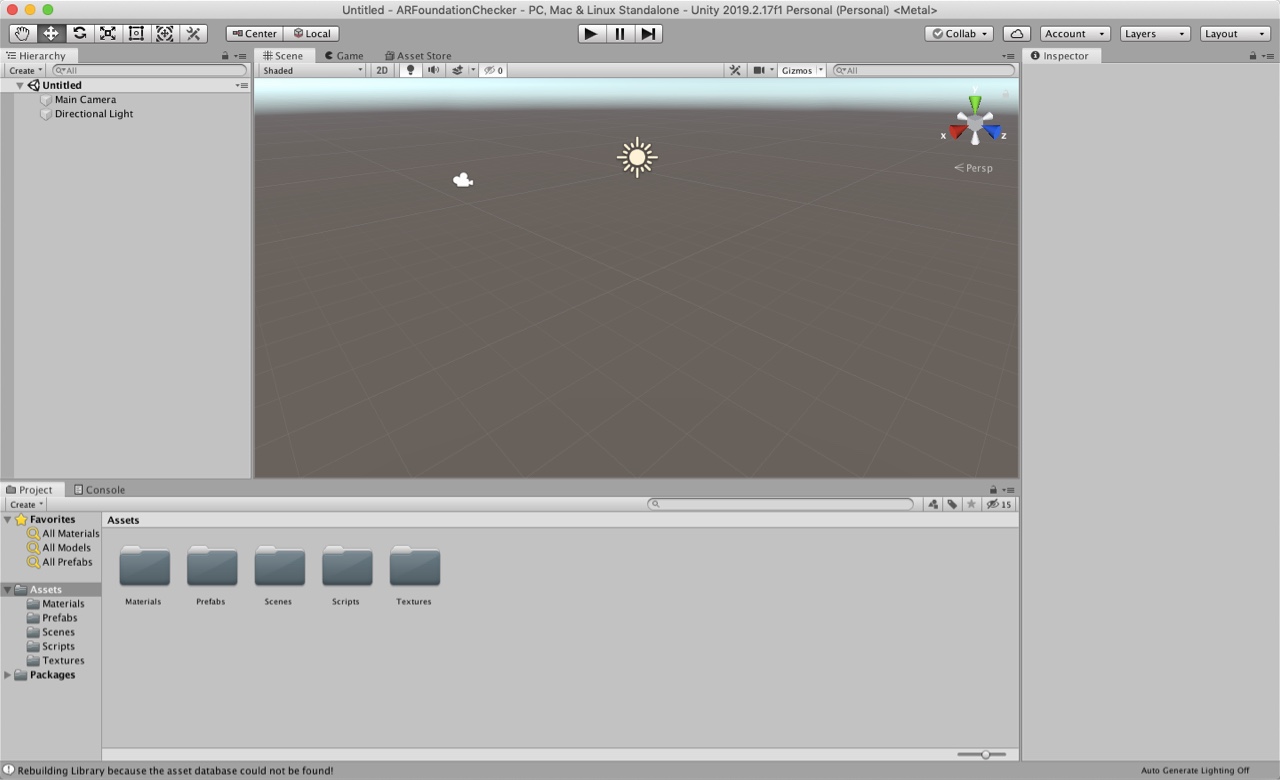 Untitled - ARFoundationChecker - PC, Mac & Linux Standalone - Unity 2019.2.17f1 Personal (Personal) <Metal>
Center Local Collab Account Layers Layout
Hierarchy
Create All
Untitled
Main Camera
Directional Light
Scene Game Asset Store
Shaded 2D 0 Gizmos All
y
x z
Persp
Inspector
Project Console
Create 15
Favorites
All Materials
All Models
All Prefabs
Assets
Materials
Prefabs
Scenes
Scripts
Textures
Packages
Assets
Materials Prefabs Scenes Scripts Textures
Rebuilding Library because the asset database could not be found!
Auto Generate Lighting Off